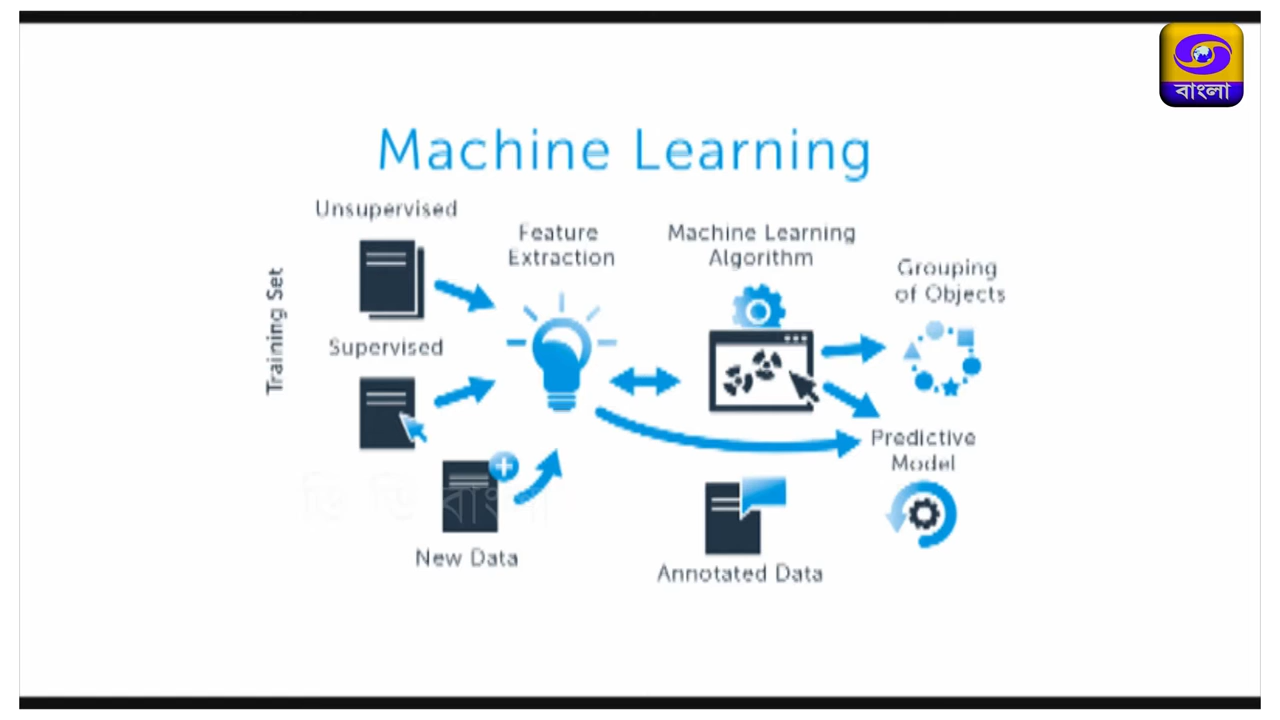 বাংলা
Machine Learning
Unsupervised
Feature
Extraction
Machine Learning
Algorithm
Grouping
of Objects
Training Set
Supervised
Predictive
Model
ডি ডি বাংলা
New Data
Annotated Data